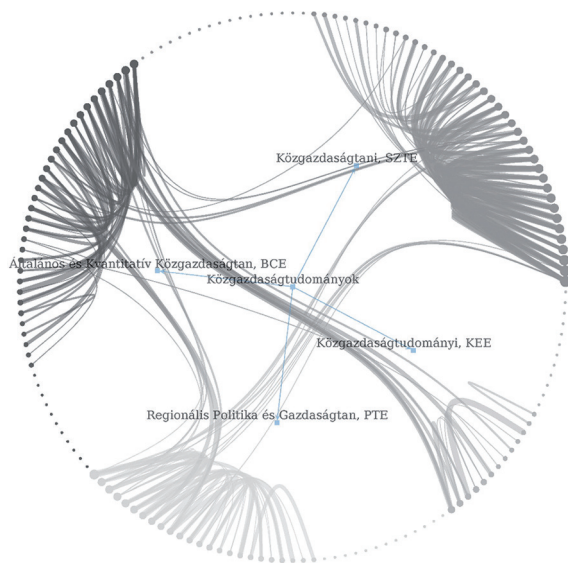 Közgazdaságtani, SZTE
Általános és Kvantitatív Közgazdaságtan, BCE
Közgazdaságtudományok
Közgazdaságtudományi, KEE
Regionális Politika és Gazdaságtan, PTE